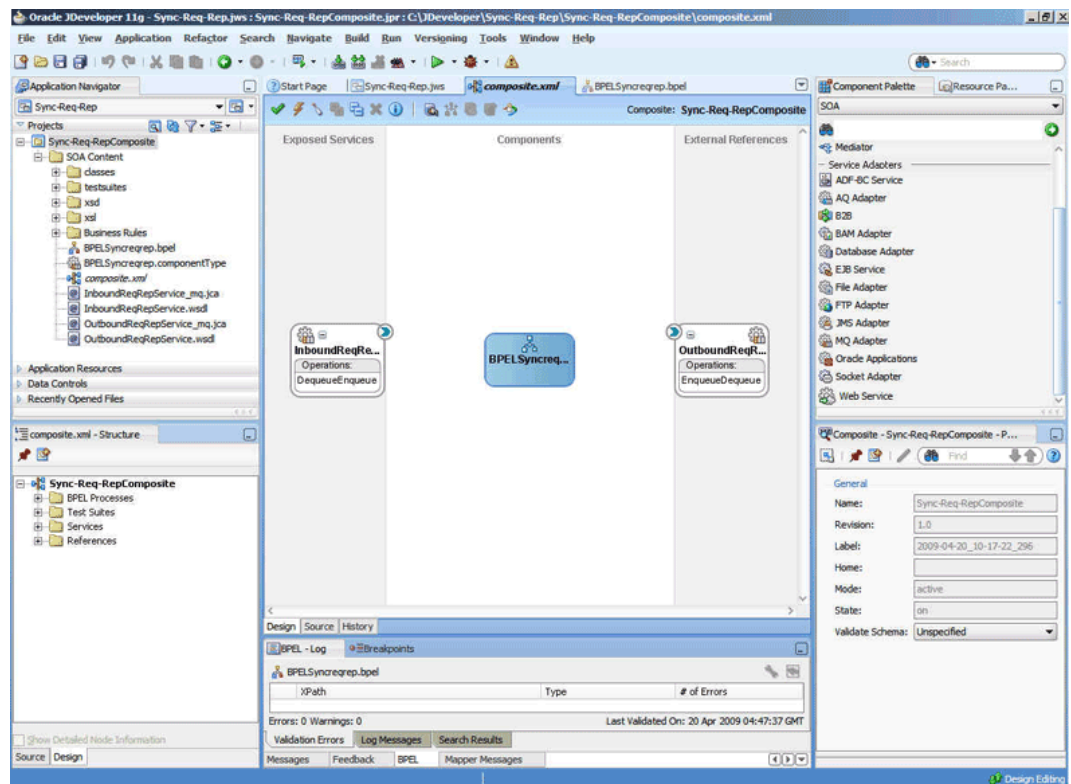 Oracle JDeveloper 11g - Sync-Req-Rep.jws : Sync-Req-RepComposite.jpr : C:\JDeveloper\Sync-Req-Rep\Sync-Req-RepComposite\composite.xml
File Edit View Application Refactor Search Navigate Build Run Versioning Tools Window Help
Search
Application Navigator
Sync-Req-Rep
Projects
Sync-Req-RepComposite
SOA Content
classes
testsuites
xsd
xsl
Business Rules
BPELSyncreqrep.bpel
BPELSyncreqrep.componentType
composite.xml
InboundReqRepService_mq.jca
InboundReqRepService.wsdl
OutboundReqRepService_mq.jca
OutboundReqRepService.wsdl
Application Resources
Data Controls
Recently Opened Files
composite.xml - Structure
Sync-Req-RepComposite
BPEL Processes
Test Suites
Services
References
Show Detailed Node Information
Source Design
Start Page Sync-Req-Rep.jws composite.xml BPELSyncreqrep.bpel
Composite: Sync-Req-RepComposite
Exposed Services Components External References
InboundReqRe...
Operations:
DequeueEnqueue
BPELSyncreq...
OutboundReqR...
Operations:
EnqueueDequeue
Design Source History
BPEL - Log Breakpoints
BPELSyncreqrep.bpel
XPath Type # of Errors
Errors: 0 Warnings: 0 Last Validated On: 20 Apr 2009 04:47:37 GMT
Validation Errors Log Messages Search Results
Messages Feedback BPEL Mapper Messages
Component Palette Resource Pa...
SOA
Mediator
Service Adapters
ADF-BC Service
AQ Adapter
B2B
BAM Adapter
Database Adapter
EJB Service
File Adapter
FTP Adapter
JMS Adapter
MQ Adapter
Oracle Applications
Socket Adapter
Web Service
Composite - Sync-Req-RepComposite - P...
Find
General
Name: Sync-Req-RepComposite
Revision: 1.0
Label: 2009-04-20_10-17-22_296
Home:
Mode: active
State: on
Validate Schema: Unspecified
Design Editing